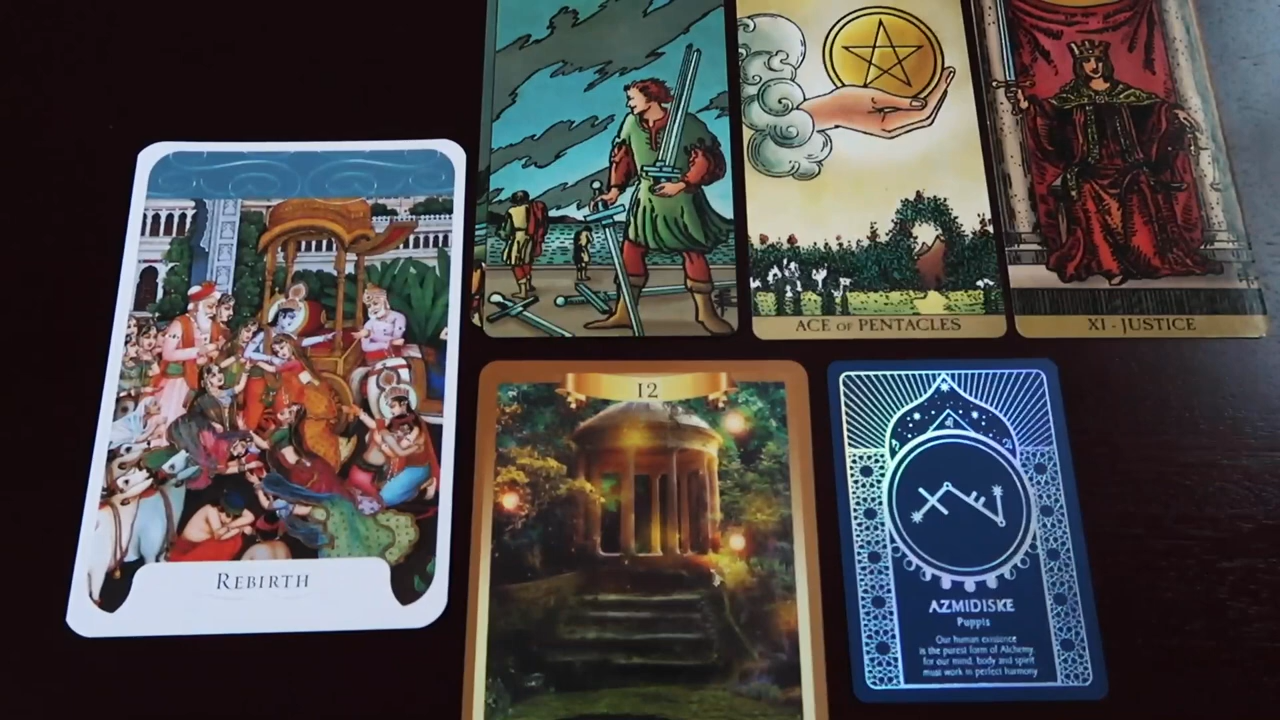 ACE OF PENTACLES
XI - JUSTICE
REBIRTH
12
AZMIDISKE
Puppis
Our human existence
is the purest form of Alchemy
for our mind, body and spirit
must work in perfect harmony